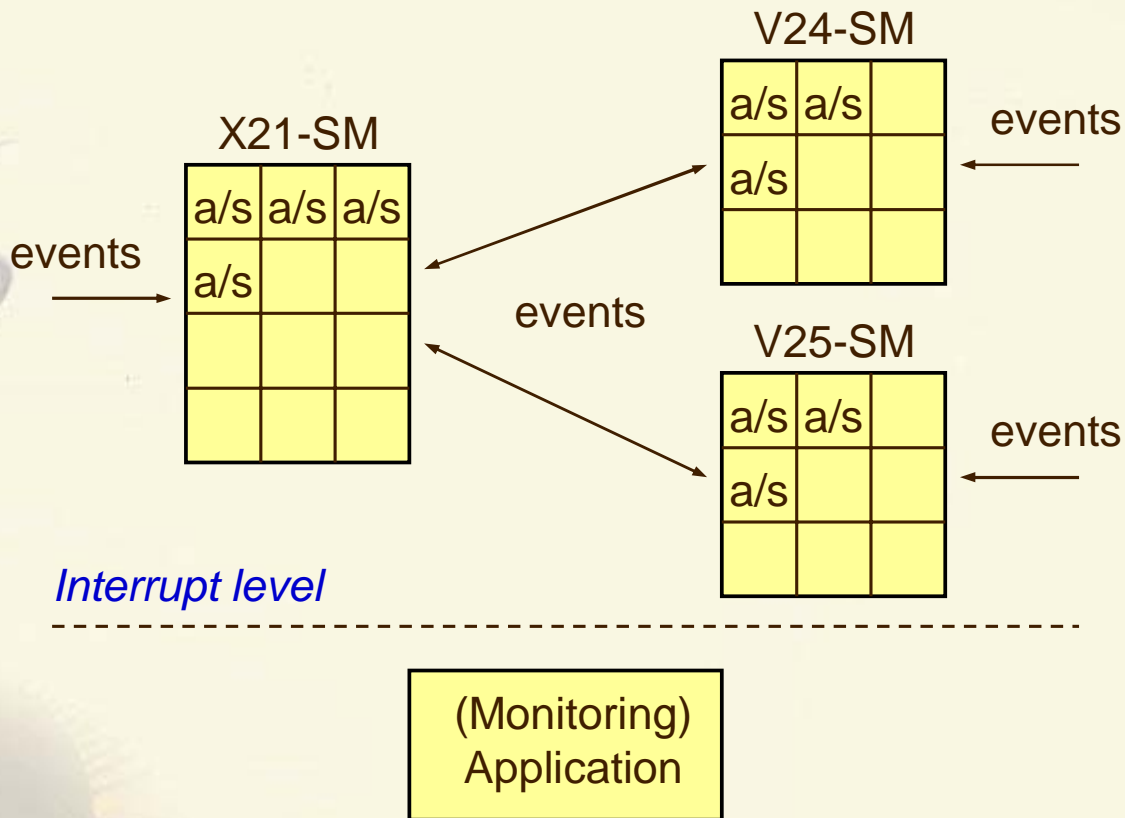 V24-SM
a/s a/s
a/s
events
X21-SM
a/s a/s a/s
a/s
events
events
V25-SM
a/s a/s
a/s
events
Interrupt level
(Monitoring)
Application